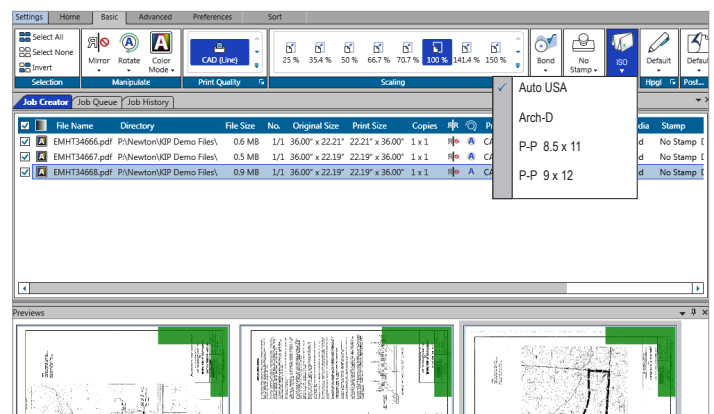 Settings Home Basic Advanced Preferences Sort
Select All
Select None
Invert
Selection
Mirror Rotate Color Mode
Manipulate
CAD (Line)
Print Quality
25 % 35.4 % 50 % 66.7 % 70.7 % 100 % 141.4 % 150 %
Scaling
Bond
No Stamp
ISO
Default
Defau
Hpgl Post...
Auto USA
Arch-D
P-P 8.5 x 11
P-P 9 x 12
Job Creator Job Queue Job History
File Name Directory File Size No. Original Size Print Size Copies P dia Stamp
EMHT34666.pdf P:\Newton\KIP Demo Files\ 0.6 MB 1/1 36.00" x 22.21" 22.21" x 36.00" 1 x 1 A CA d No Stamp D
EMHT34667.pdf P:\Newton\KIP Demo Files\ 0.5 MB 1/1 36.00" x 22.19" 22.19" x 36.00" 1 x 1 A CA d No Stamp D
EMHT34668.pdf P:\Newton\KIP Demo Files\ 0.9 MB 1/1 36.00" x 22.19" 22.19" x 36.00" 1 x 1 A CA d No Stamp D
Previews